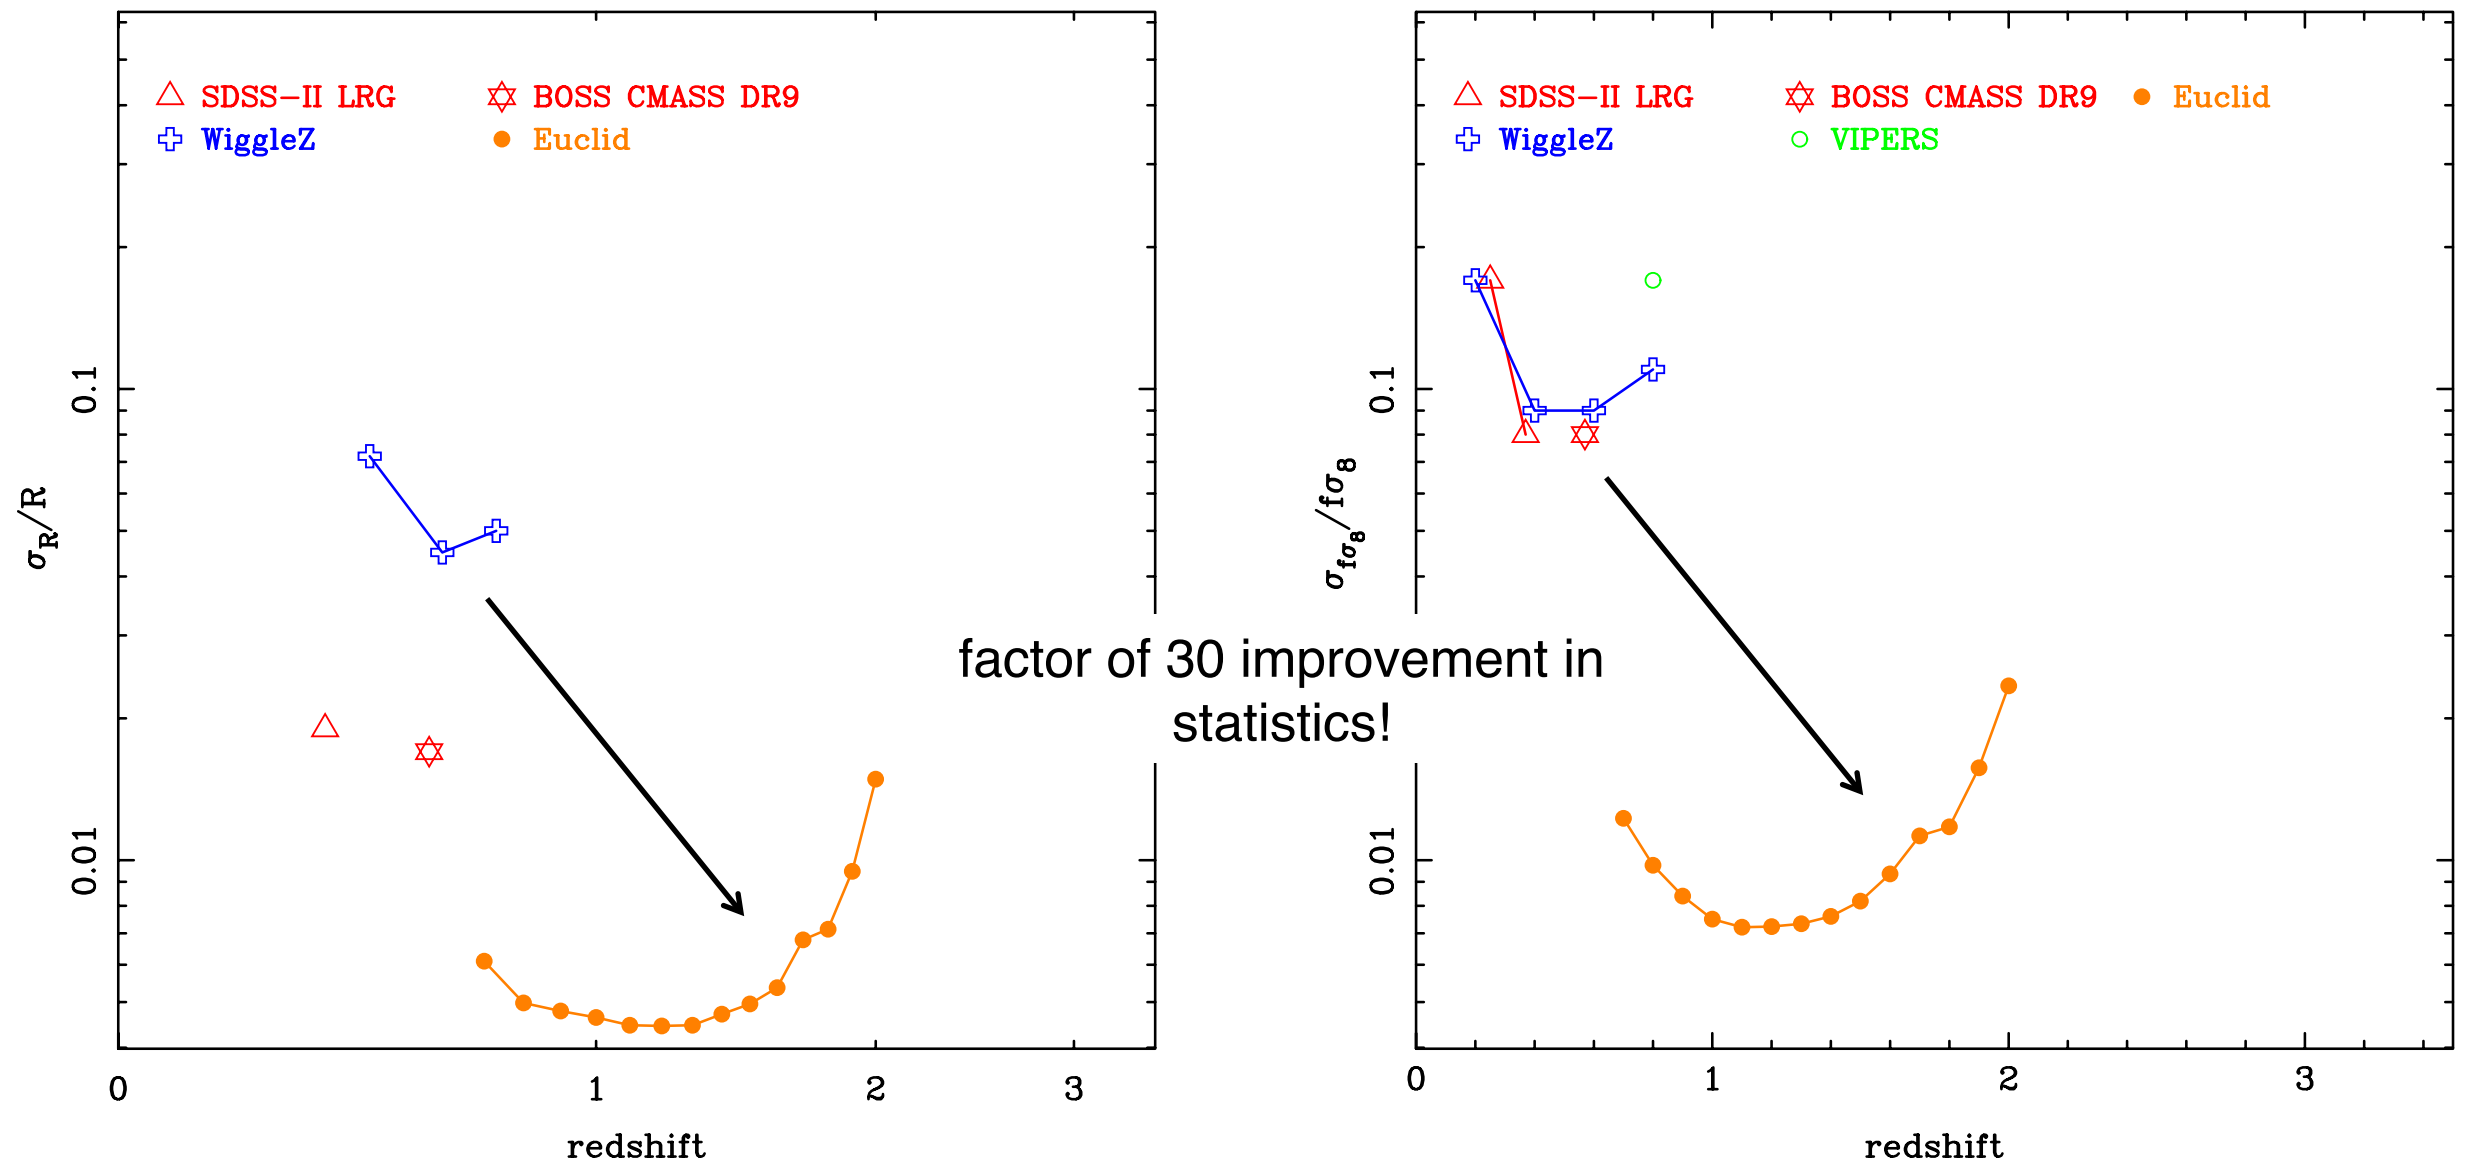 SDSS-II LRG
BOSS CMASS DR9
WiggleZ
Euclid
0.1
0.01
σR/R
0
1
2
3
redshift
factor of 30 improvement in
statistics!
SDSS-II LRG
BOSS CMASS DR9
Euclid
WiggleZ
VIPERS
0.1
0.01
σfσ8/fσ8
0
1
2
3
redshift